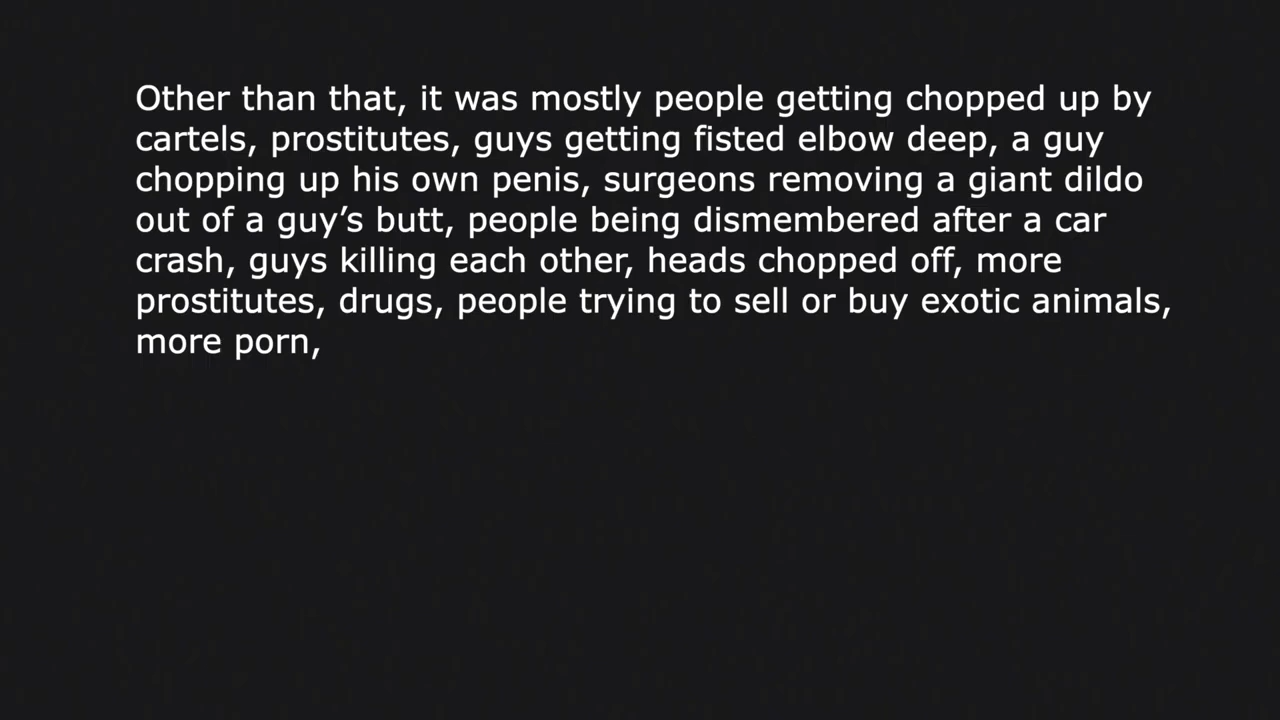 Other than that, it was mostly people getting chopped up by
cartels, prostitutes, guys getting fisted elbow deep, a guy
chopping up his own penis, surgeons removing a giant dildo
out of a guy’s butt, people being dismembered after a car
crash, guys killing each other, heads chopped off, more
prostitutes, drugs, people trying to sell or buy exotic animals,
more porn,